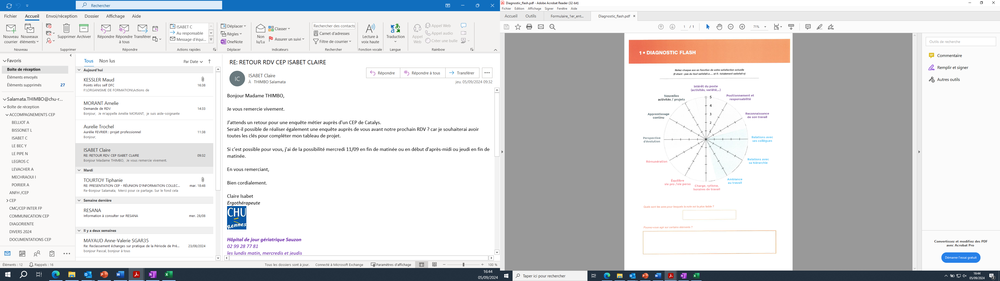 Rechercher
Fichier
Accueil
Envoi/réception
Dossier
Affichage
Aide
Nouveau courrier
Nouveaux éléments
Supprimer
Archiver
Répondre
Répondre à tous
Transférer
ISABET C
Au responsable
Message d'équi...
Déplacer
Règles
OneNote
Non lu/Lu
Classer
Assurer un suivi
Rechercher des contacts
Carnet d'adresses
Filtre de courrier
Lecture à voix haute
Traduction
Appel Web
Appel Web
Appel audio
Créer une bulle
Nouveau
Supprimer
Répondre
Actions rapides
Déplacer
Indicateurs
Rechercher
Fonction vocale
Langue
Rainbow
Favoris
Boîte de réception
Éléments envoyés
Éléments supprimés 27
Salamata.THIMBO@chu-r...
Boîte de réception
ACCOMPAGNEMENTS CEP
BELLIOT A
BISSONET L
ISABET C
LE BEC Y
LE PIPE N
LEGROS C
LEVACHER A
MECHRAOUI I
POIRIER A
ANFH /CEP
CEP
CMC/CEP INTER FP
COMMUNICATION CEP
DIAGORIENTE
DIVERS 2024
DOCUMENTATIONS CEP
Tous
Non lus
Par Date
Aujourd'hui
KESSLER Maud
Points infos self DFC 16:38
F:\ORGANISME DE FORMATION\Actions de
MORANT Amelie
Demande de RDV 14:33
Bonjour, Je m'appelle Amélie MORANT, je suis aide-soignante
Aurelie Trochel
Aurélie FEVRIER : projet professionnel 11:38
Bonjour,
ISABET Claire
RE: RETOUR RDV CEP ISABET CLAIRE 09:32
Bonjour Madame THIMBO, Je vous remercie vivement.
Mardi
TOURTOY Tiphanie
RE: PRESENTATION CEP - RÉUNION D'INFORMATION COLLEC... mar. 18:48
Re-Bonjour Salamata, Merci pour ce partage. Sur le fond cela
Semaine dernière
RESANA
Information à consulter sur RESANA mer. 28/08
Il y a deux semaines
MAYAUD Anne-Valerie SGAR35
Re: Reclassement échanges sur pratique de la Période de Pré... 23/08/2024
bonjour Pascal, bonjour à tous
RE: RETOUR RDV CEP ISABET CLAIRE
IC
ISABET Claire
À THIMBO Salamata
Répondre
Répondre à tous
Transférer
jeu. 05/09/2024 09:32
Bonjour Madame THIMBO,
Je vous remercie vivement.
J'attends un retour pour une enquête métier auprès d'un CEP de Catalys.
Serait-il possible de réaliser également une enquête auprès de vous avant notre prochain RDV ? car je souhaiterai avoir
toutes les clés pour compléter mon tableau de projet.
Si c'est possible pour vous, j'ai de la possibilité mercredi 11/09 en fin de matinée ou en début d'après-midi ou jeudi en fin de
matinée.
En vous remerciant,
Bien cordialement.
Claire Isabet
Ergothérapeute
CHU
Rennes
Hôpital de jour gériatrique Sauzon
02 99 28 77 81
les lundis matin, mercredis et jeudis
Éléments : 12
Rappels : 16
Tous les dossiers sont à jour.
Connecté à Microsoft Exchange
Paramètres d'affichage
100 %
16:44
05/09/2024
Diagnostic_flash.pdf - Adobe Acrobat Reader (32-bit)
Fichier Edition Affichage Signer Fenêtre Aide
Accueil
Outils
Formulaire_1er_ent...
Diagnostic_flash.pdf
1 / 1
71%
1 ▪ DIAGNOSTIC FLASH
Notez chaque axe en fonction de votre satisfaction actuelle
(0 étant : pas du tout satisfait.e.... et 5 : totalement satisfait·e)
Intérêt du poste
(activités, variété,...)
Positionnement et
responsabilité
Reconnaissance
de son travail
Relations avec
ses collègues
Relations avec
sa hiérarchie
Ambiance
au travail
Charge, rythme,
horaires de travail
Équilibre
vie pro /vie perso
Rémunération
Perspective
d'évolution
Apprentissage
continu
Nouvelles
activités / projets
5
4
3
2
1
Quels sont les axes pour lesquels la note est la plus faible ?
Pouvez-vous agir sur certains éléments ?
Outils de recherche
Commentaire
Remplir et signer
Autres outils
Convertissez et modifiez des PDF
avec Acrobat Pro
Démarrer l'essai gratuit
Taper ici pour rechercher
16:44
05/09/2024
2